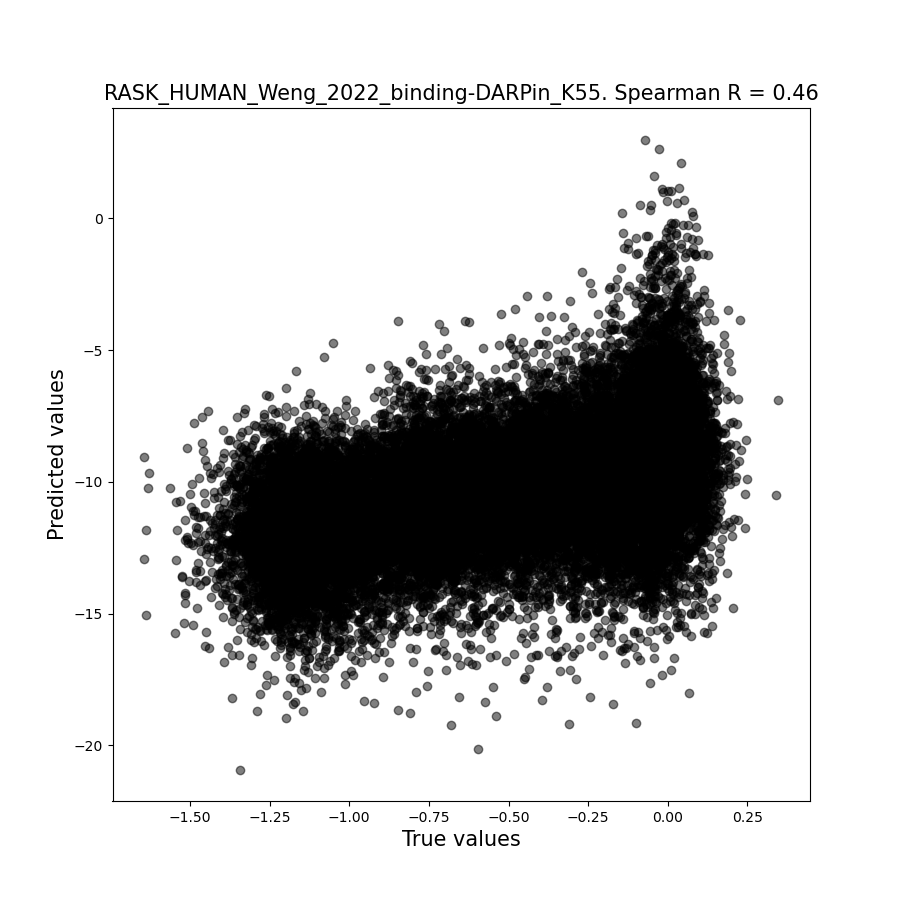 RASK_HUMAN_Weng_2022_binding-DARPin_K55. Spearman R = 0.46
0
−5
−10
−15
−20
Predicted values
−1.50 −1.25 −1.00 −0.75 −0.50 −0.25 0.00 0.25
True values